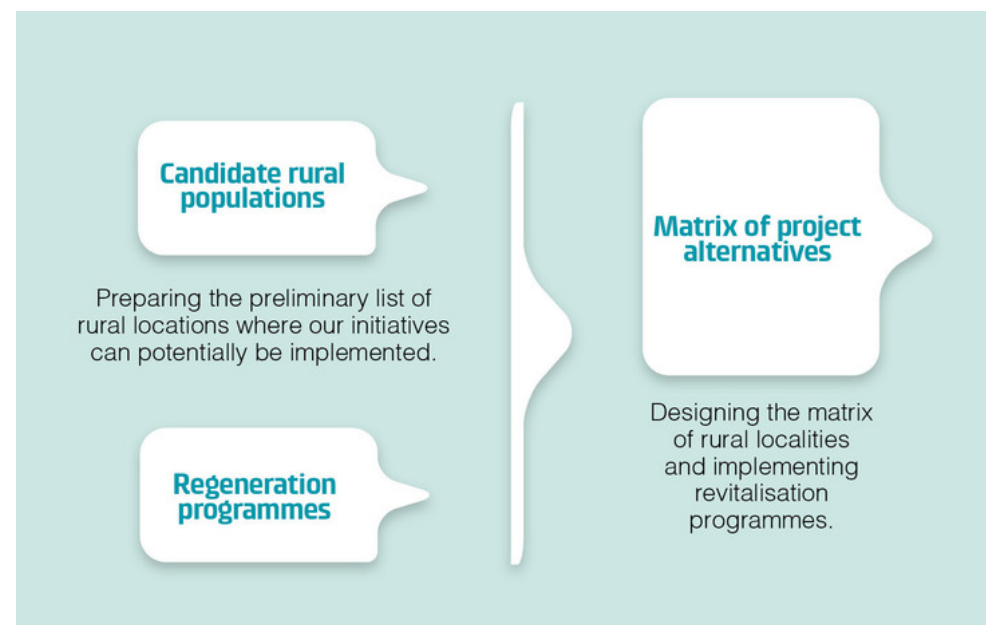 Candidate rural
populations
Preparing the preliminary list of
rural locations where our initiatives
can potentially be implemented.
Regeneration
programmes
Matrix of project
alternatives
Designing the matrix
of rural localities
and implementing
revitalisation
programmes.